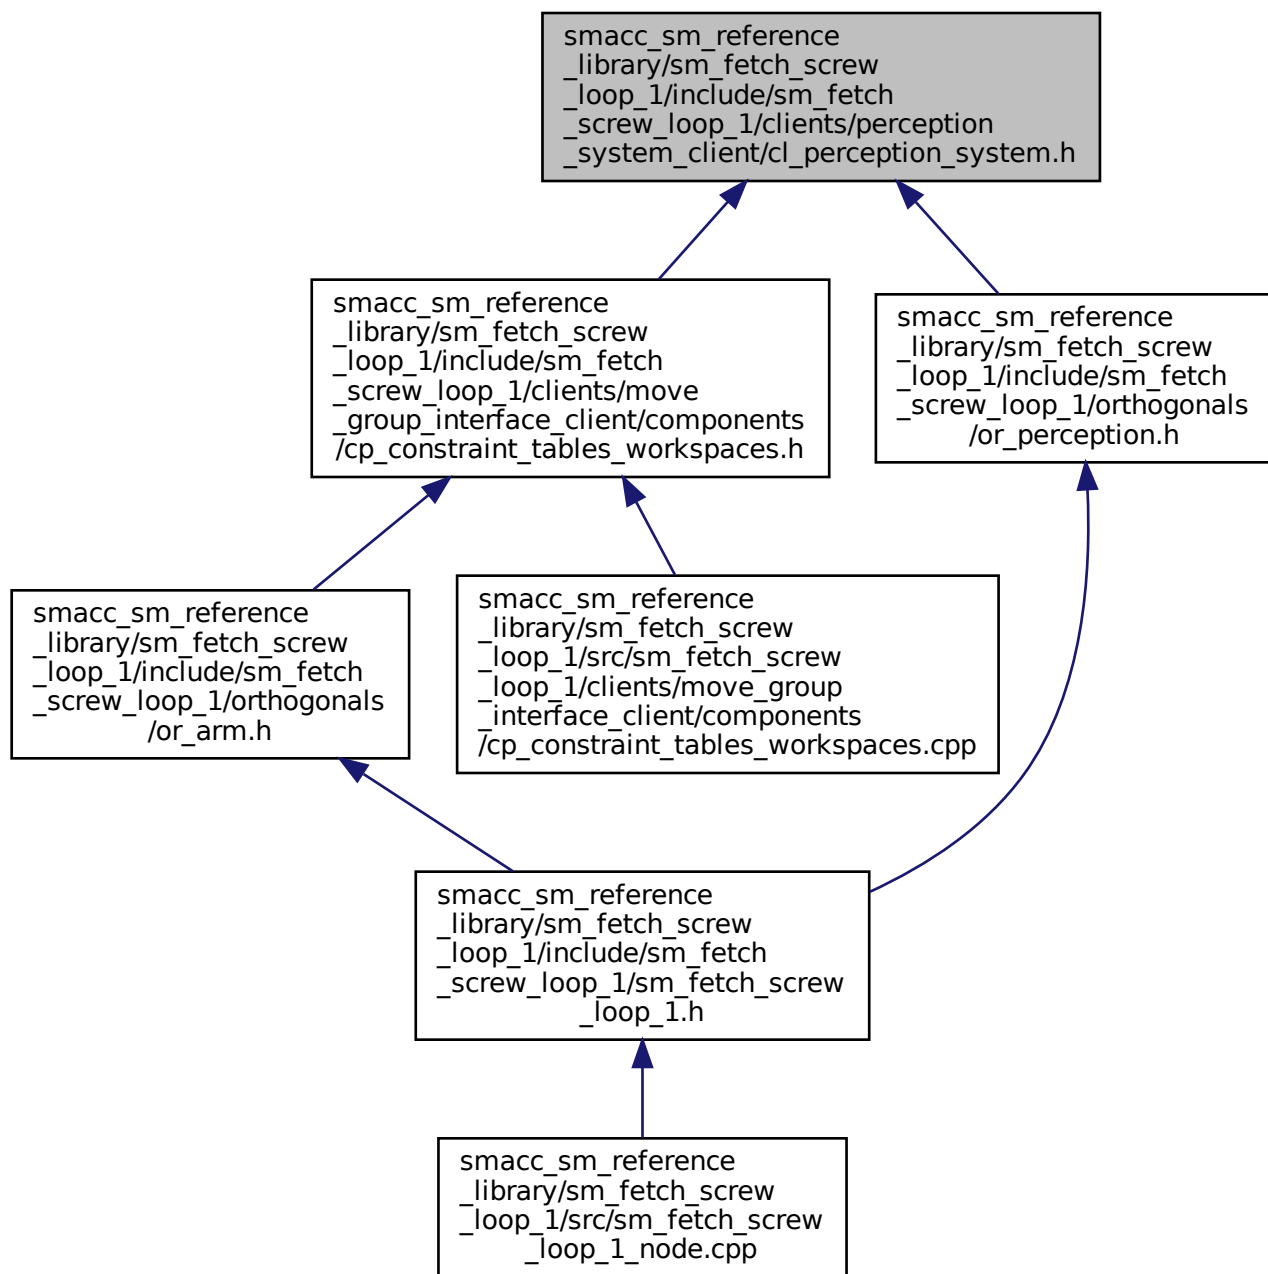 smacc_sm_reference
_library/sm_fetch_screw
_loop_1/include/sm_fetch
_screw_loop_1/clients/perception
_system_client/cl_perception_system.h
smacc_sm_reference
_library/sm_fetch_screw
_loop_1/include/sm_fetch
_screw_loop_1/clients/move
_group_interface_client/components
/cp_constraint_tables_workspaces.h
smacc_sm_reference
_library/sm_fetch_screw
_loop_1/include/sm_fetch
_screw_loop_1/orthogonals
/or_perception.h
smacc_sm_reference
_library/sm_fetch_screw
_loop_1/include/sm_fetch
_screw_loop_1/orthogonals
/or_arm.h
smacc_sm_reference
_library/sm_fetch_screw
_loop_1/src/sm_fetch_screw
_loop_1/clients/move_group
_interface_client/components
/cp_constraint_tables_workspaces.cpp
smacc_sm_reference
_library/sm_fetch_screw
_loop_1/include/sm_fetch
_screw_loop_1/sm_fetch_screw
_loop_1.h
smacc_sm_reference
_library/sm_fetch_screw
_loop_1/src/sm_fetch_screw
_loop_1_node.cpp